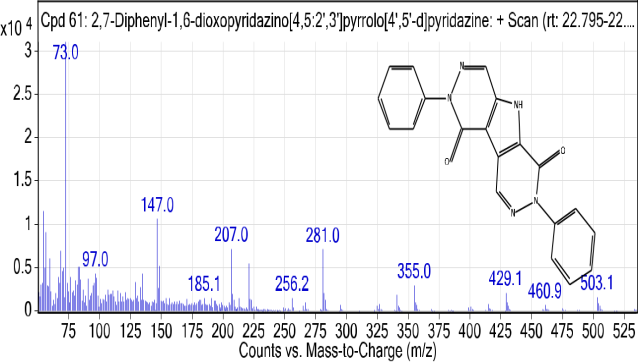 x10 4
Cpd 61: 2,7-Diphenyl-1,6-dioxopyridazino[4,5:2',3']pyrrolo[4',5'-d]pyridazine: + Scan (rt: 22.795-22....
3
2.5
2
1.5
1
0.5
0
73.0
97.0
147.0
185.1
207.0
256.2
281.0
355.0
429.1
460.9
503.1
N
N
NH
O
O
N
N
75 100 125 150 175 200 225 250 275 300 325 350 375 400 425 450 475 500 525
Counts vs. Mass-to-Charge (m/z)